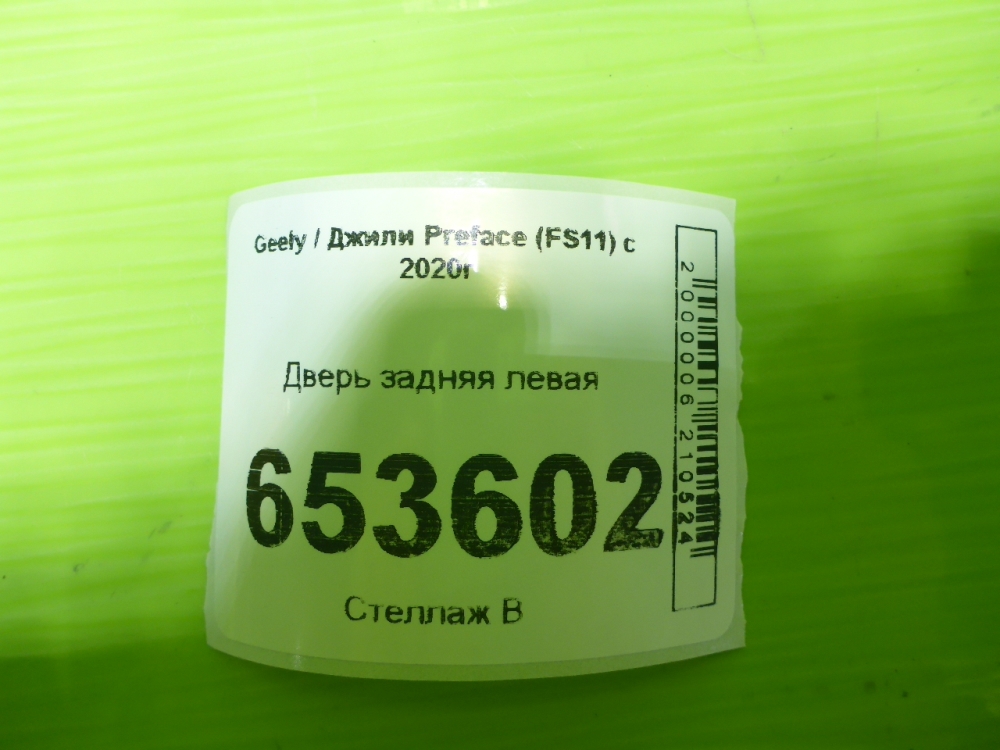 Geely / Джили Preface (FS11) с
2020г
Дверь задняя левая
653602
Стеллаж В
2000006210524